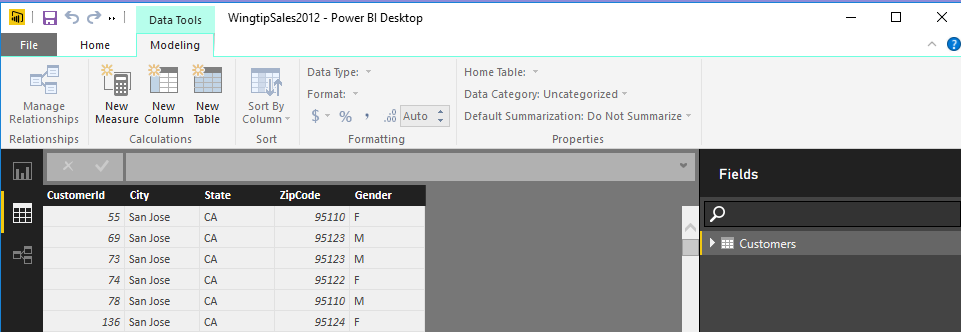 Data Tools
WingtipSales2012 - Power BI Desktop
File Home Modeling
Manage Relationships
New Measure
New Column
New Table
Sort By Column
Data Type:
Format:
$ % , .00 Auto
Home Table:
Data Category: Uncategorized
Default Summarization: Do Not Summarize
Relationships Calculations Sort Formatting Properties
Fields
Customers
CustomerId City State ZipCode Gender
55 San Jose CA 95110 F
69 San Jose CA 95123 M
73 San Jose CA 95123 M
74 San Jose CA 95122 F
78 San Jose CA 95110 M
136 San Jose CA 95124 F